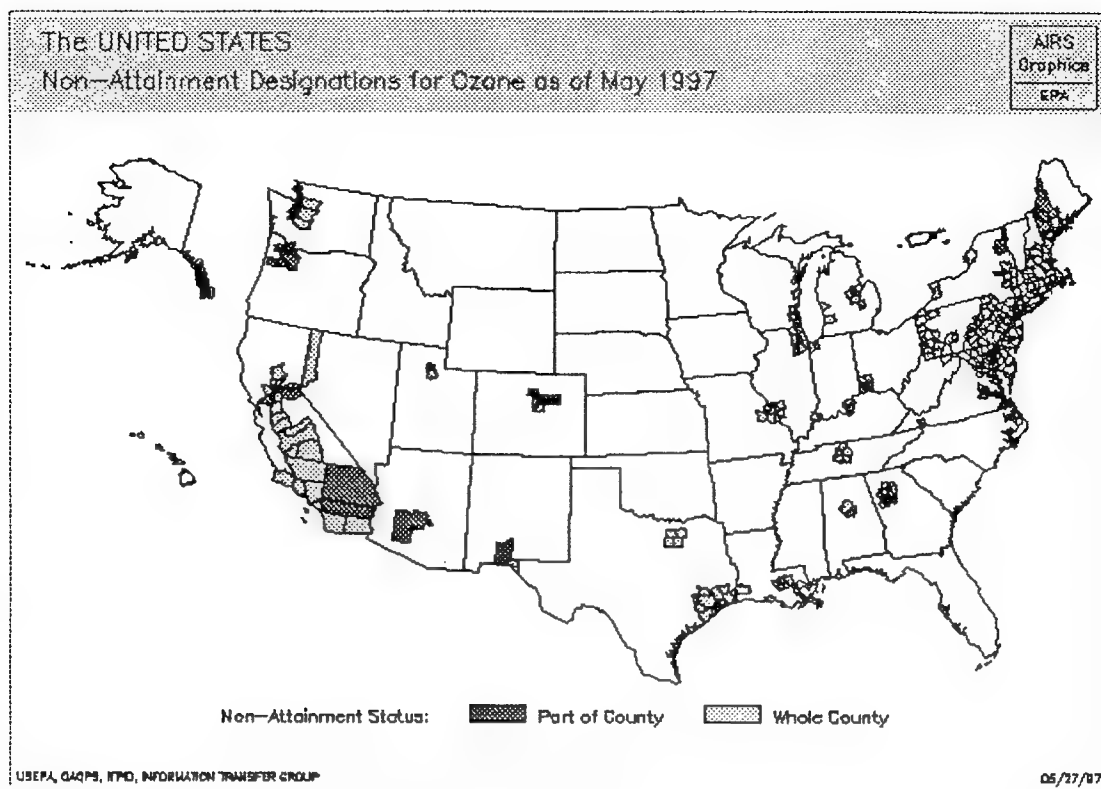 The UNITED STATES
Non-Attainment Designations for Ozone as of May 1997
AIRS
Graphics
EPA
Non-Attainment Status: Part of County Whole County
USEPA, OAQPS, ITPID, INFORMATION TRANSFER GROUP
05/27/97